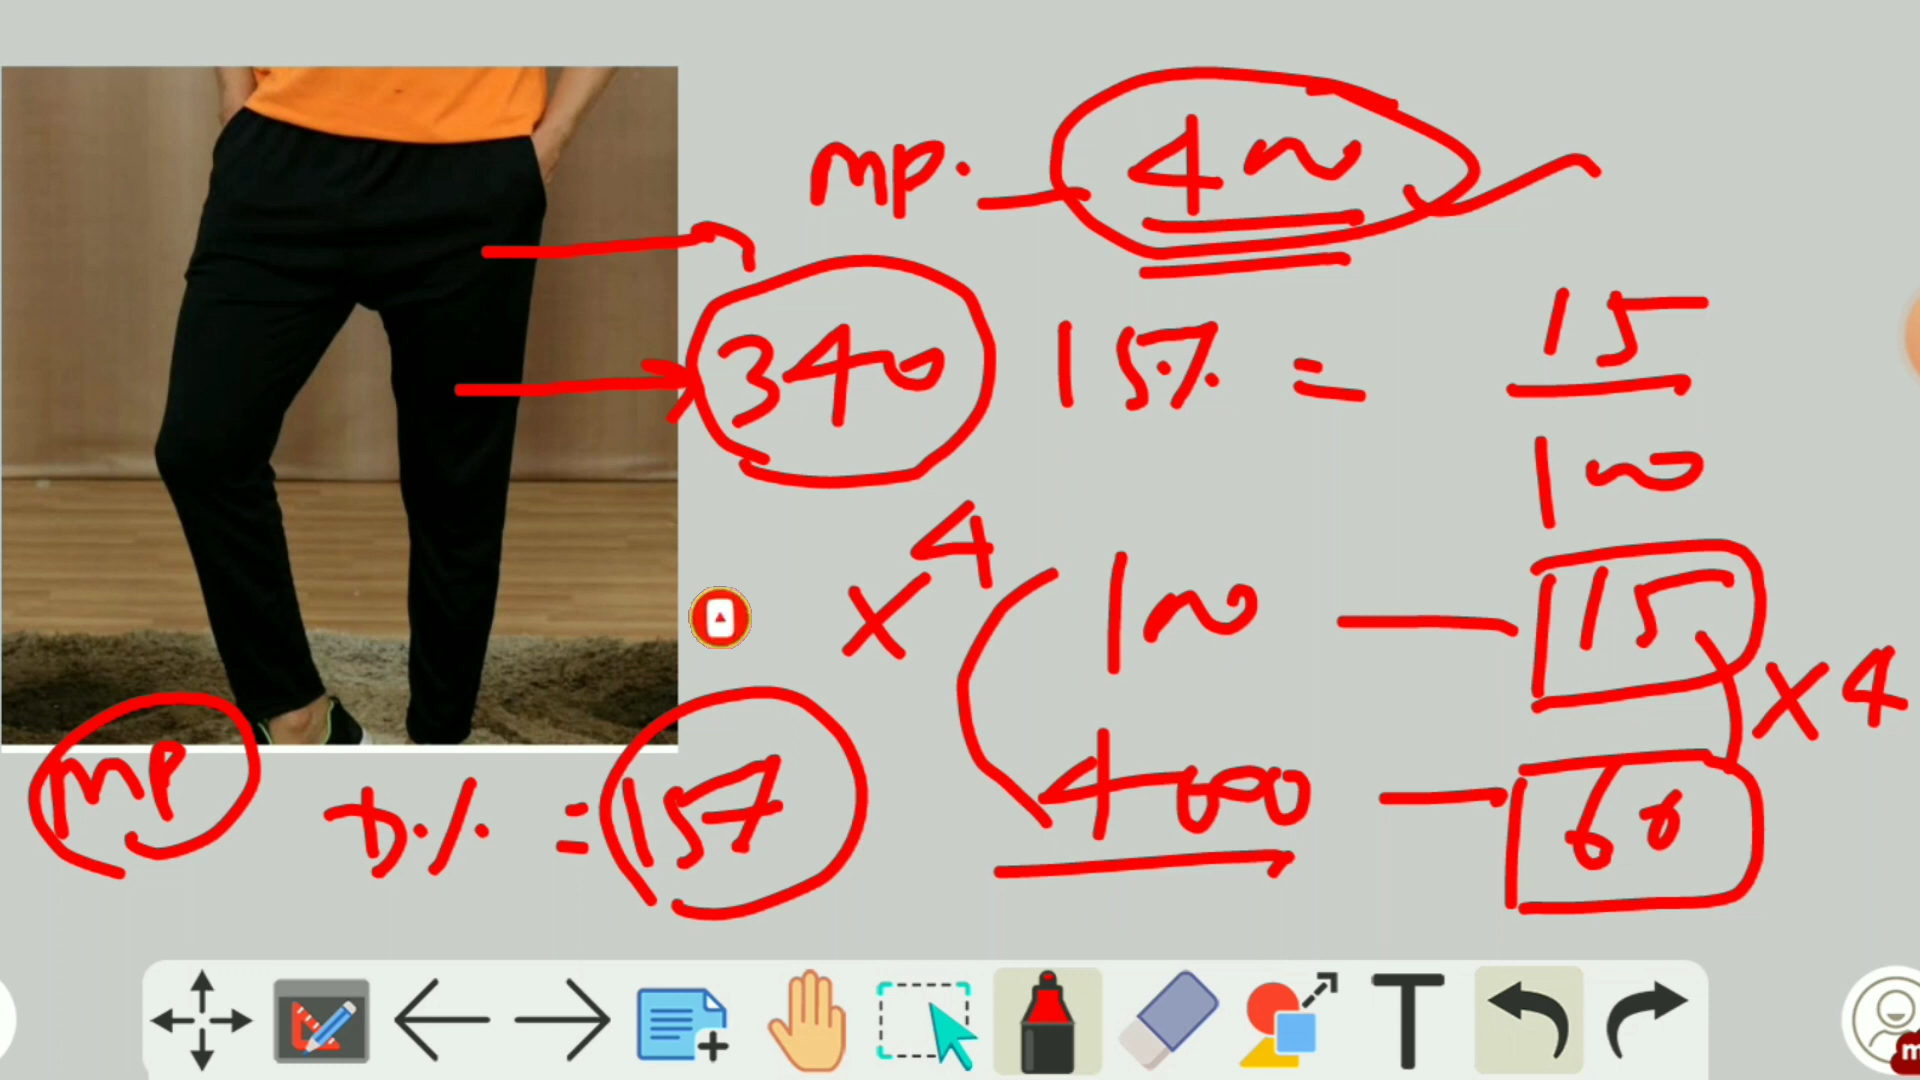 mp. 400
340 15% = 15
100
x4 100 — 15
x4
400 — 60
MP D.% = 15%
T
m